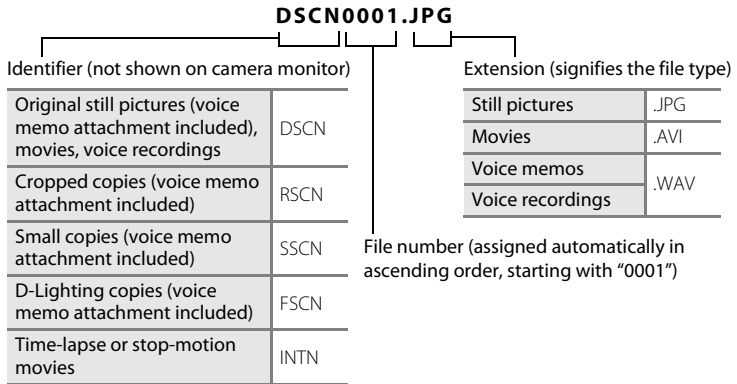 DSCN0001.JPG
Identifier (not shown on camera monitor)
Original still pictures (voice
memo attachment included),
movies, voice recordings
DSCN
Cropped copies (voice memo
attachment included)
RSCN
Small copies (voice memo
attachment included)
SSCN
D-Lighting copies (voice
memo attachment included)
FSCN
Time-lapse or stop-motion
movies
INTN
Extension (signifies the file type)
Still pictures
.JPG
Movies
.AVI
Voice memos
Voice recordings
.WAV
File number (assigned automatically in
ascending order, starting with “0001”)